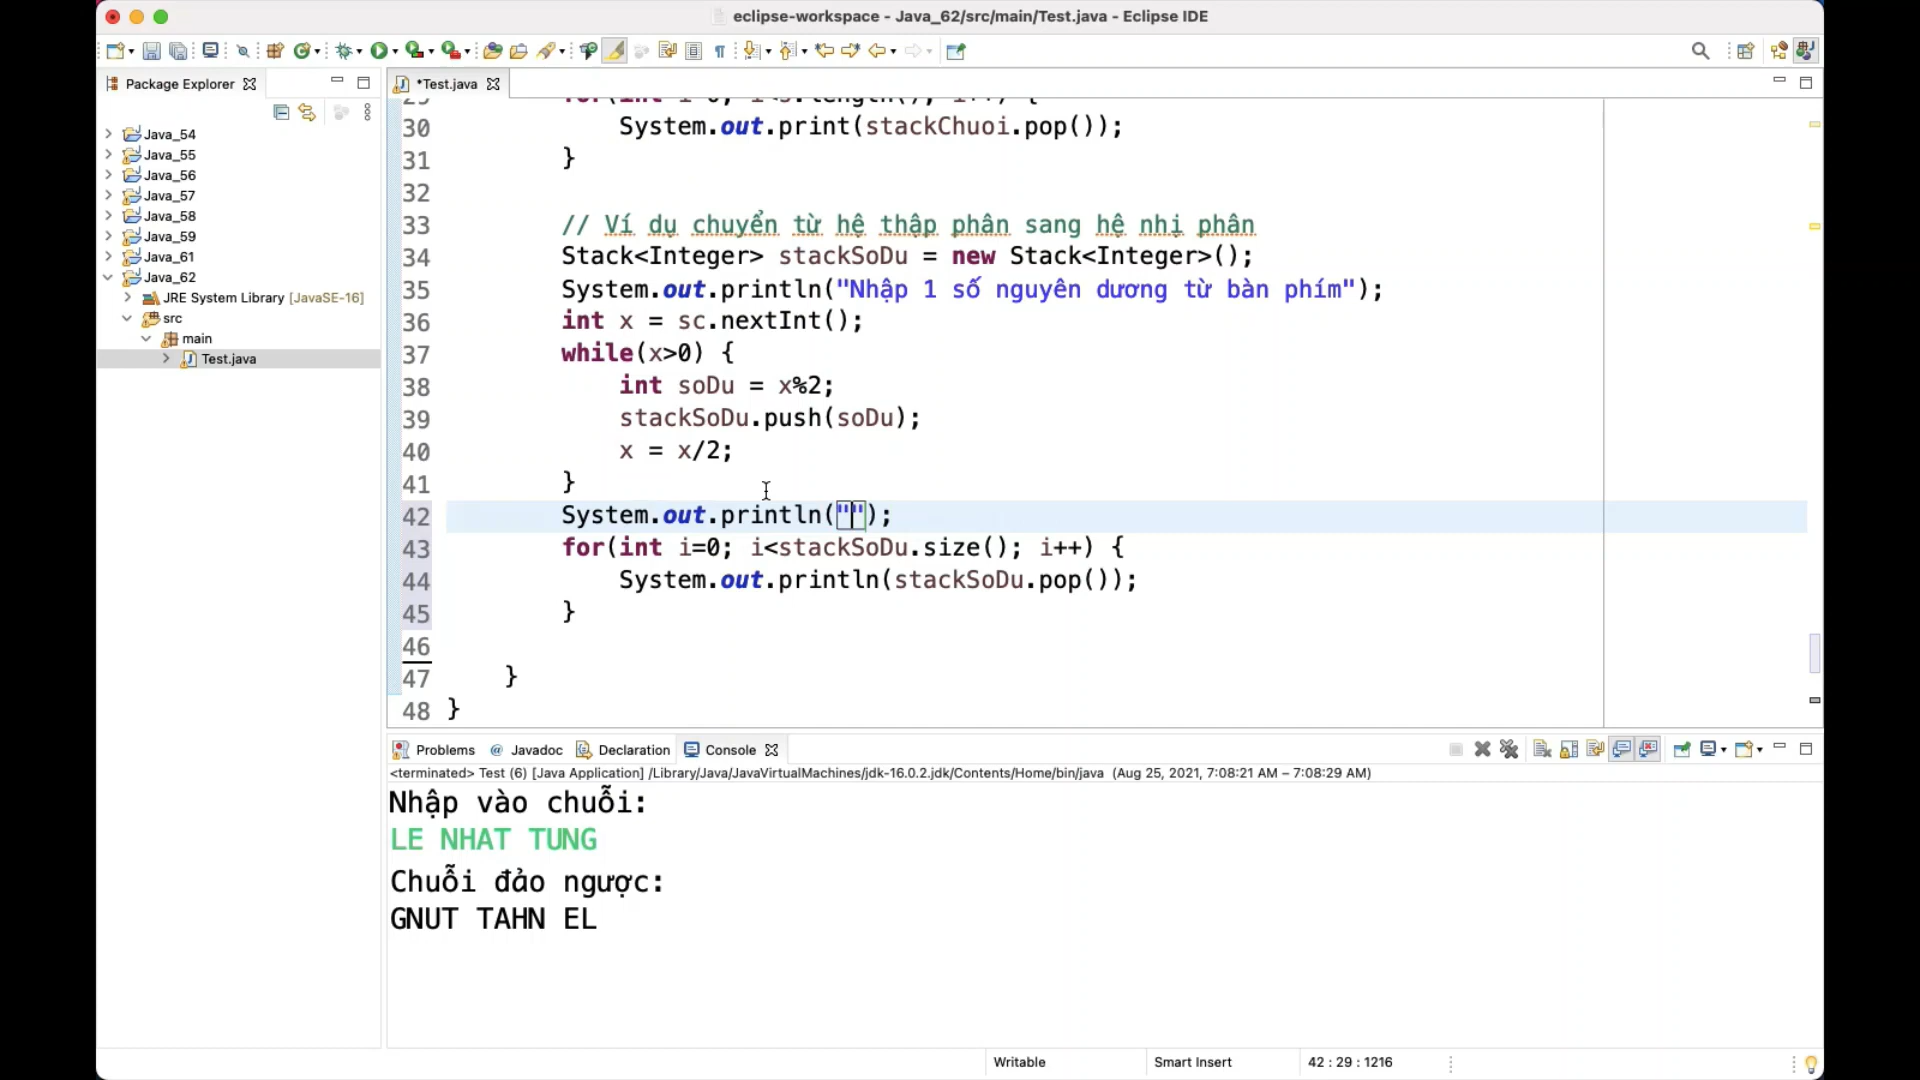 eclipse-workspace - Java_62/src/main/Test.java - Eclipse IDE
Package Explorer
*Test.java
Java_54
Java_55
Java_56
Java_57
Java_58
Java_59
Java_61
Java_62
JRE System Library [JavaSE-16]
src
main
Test.java
30 System.out.print(stackChuoi.pop());
31 }
32
33 // Ví dụ chuyển từ hệ thập phân sang hệ nhị phân
34 Stack<Integer> stackSoDu = new Stack<Integer>();
35 System.out.println("Nhập 1 số nguyên dương từ bàn phím");
36 int x = sc.nextInt();
37 while(x>0) {
38 int soDu = x%2;
39 stackSoDu.push(soDu);
40 x = x/2;
41 }
42 System.out.println("");
43 for(int i=0; i<stackSoDu.size(); i++) {
44 System.out.println(stackSoDu.pop());
45 }
46
47 }
48 }
Problems @ Javadoc Declaration Console
<terminated> Test (6) [Java Application] /Library/Java/JavaVirtualMachines/jdk-16.0.2.jdk/Contents/Home/bin/java (Aug 25, 2021, 7:08:21 AM – 7:08:29 AM)
Nhập vào chuỗi:
LE NHAT TUNG
Chuỗi đảo ngược:
GNUT TAHN EL
Writable
Smart Insert
42 : 29 : 1216